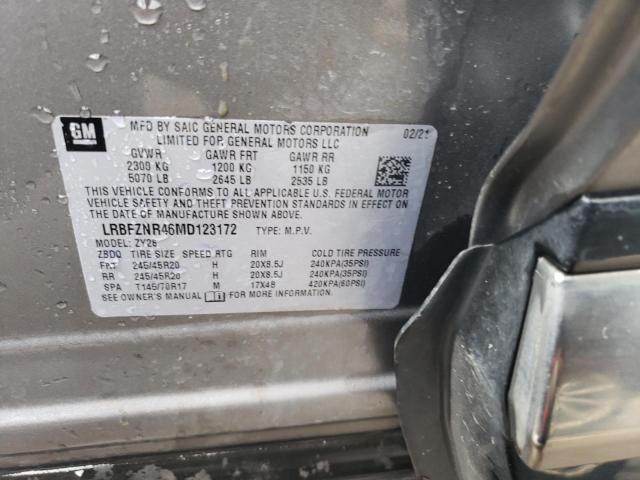 GM
MFD BY SAIC GENERAL MOTORS CORPORATION 02/21
LIMITED FOR GENERAL MOTORS LLC
GVWR GAWR FRT GAWR RR
2300 KG 1200 KG 1150 KG
5070 LB 2645 LB 2535 LB
THIS VEHICLE CONFORMS TO ALL APPLICABLE U.S. FEDERAL MOTOR
VEHICLE SAFETY AND THEFT PREVENTION STANDARDS IN EFFECT
ON THE DATE OF MANUFACTURE SHOWN ABOVE.
LRBFZNR46MD123172 TYPE: M.P.V.
MODEL: ZY26
ZBDQ TIRE SIZE SPEED RTG RIM COLD TIRE PRESSURE
FRT 245/45R20 H 20X8.5J 240KPA(35PSI)
RR 245/45R20 H 20X8.5J 240KPA(35PSI)
SPA T145/70R17 M 17X4B 420KPA(60PSI)
SEE OWNER'S MANUAL FOR MORE INFORMATION